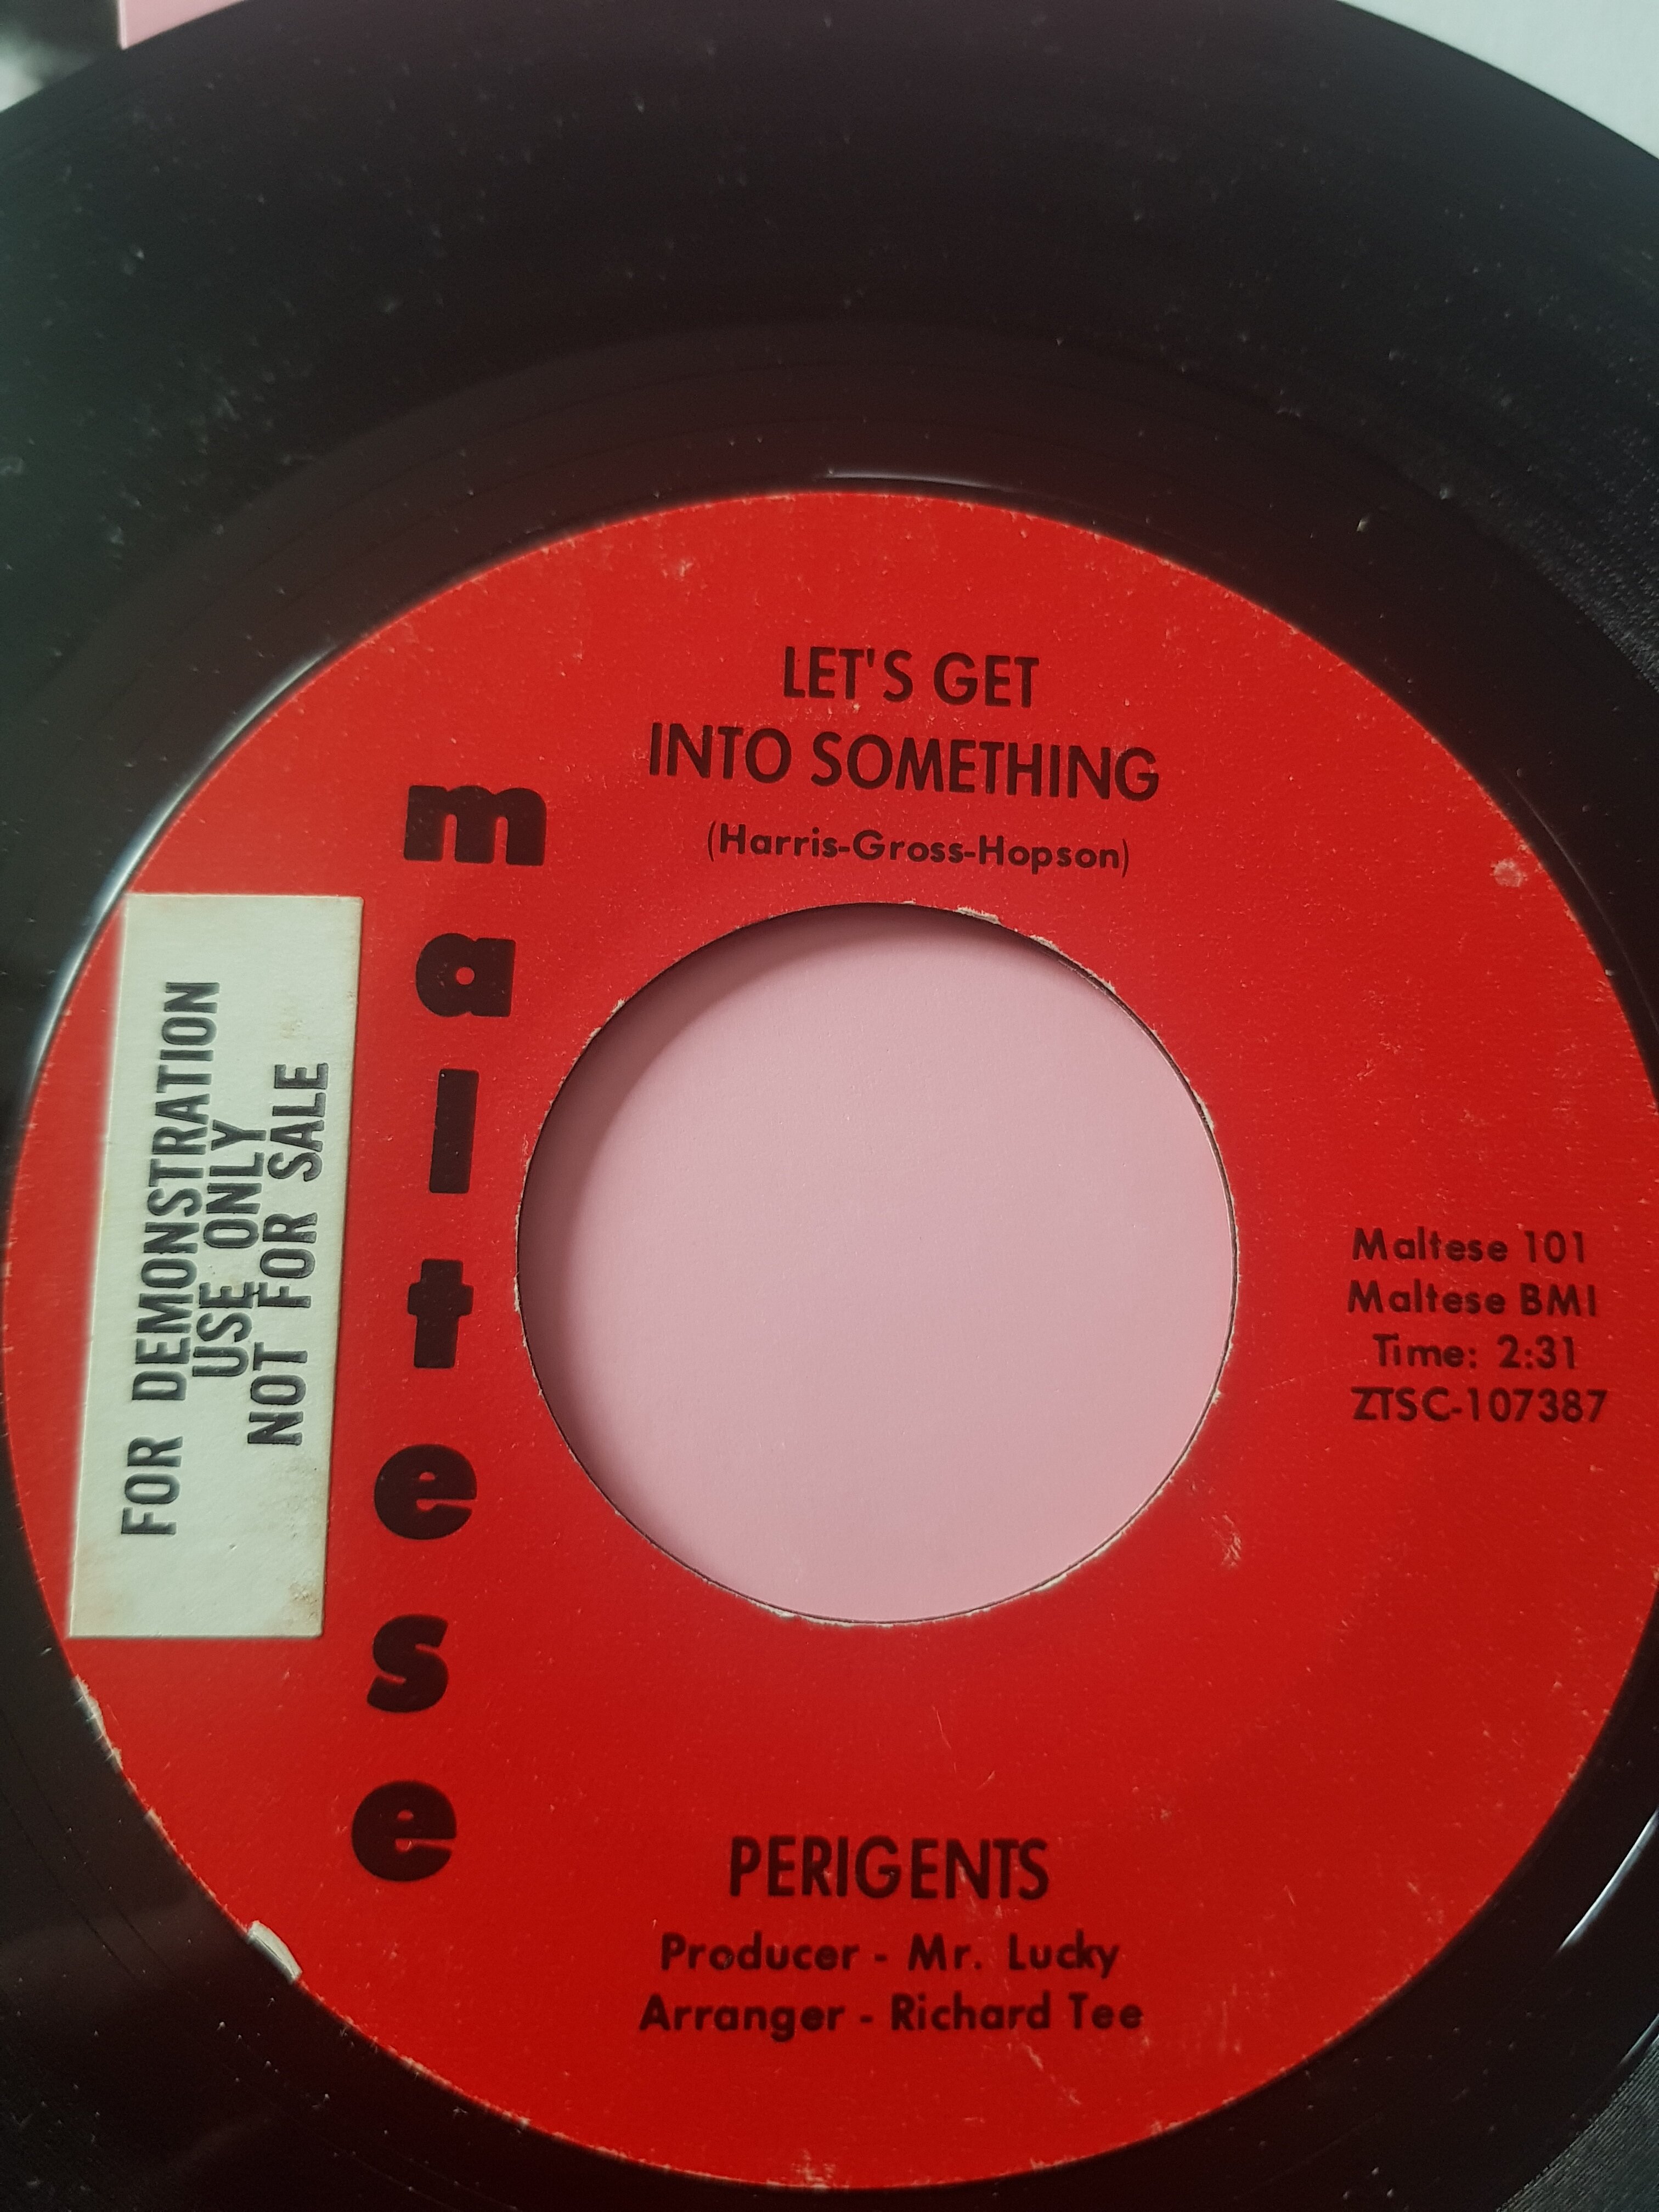 LET'S GET
INTO SOMETHING
(Harris-Gross-Hopson)
maltese
FOR DEMONSTRATION
USE ONLY
NOT FOR SALE
Maltese 101
Maltese BMI
Time: 2:31
ZTSC-107387
PERIGENTS
Producer - Mr. Lucky
Arranger - Richard Tee